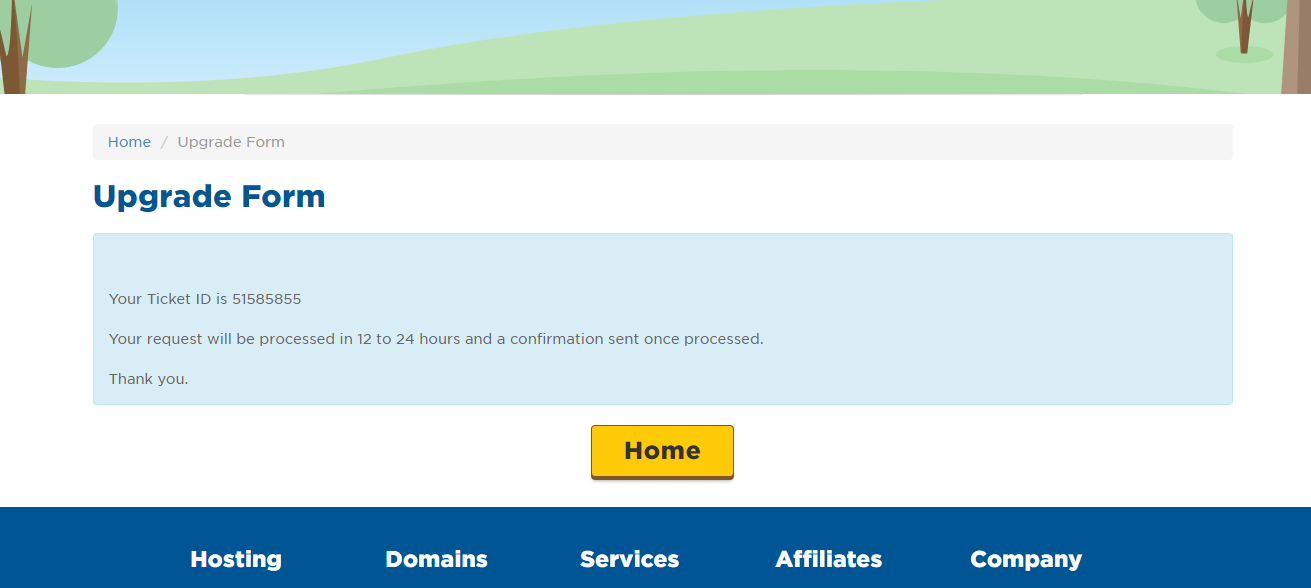 Home / Upgrade Form
Upgrade Form
Your Ticket ID is 51585855
Your request will be processed in 12 to 24 hours and a confirmation sent once processed.
Thank you.
Home
Hosting Domains Services Affiliates Company